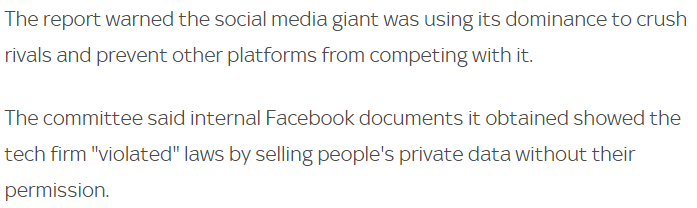 The report warned the social media giant was using its dominance to crush
rivals and prevent other platforms from competing with it.
The committee said internal Facebook documents it obtained showed the
tech firm "violated" laws by selling people's private data without their
permission.